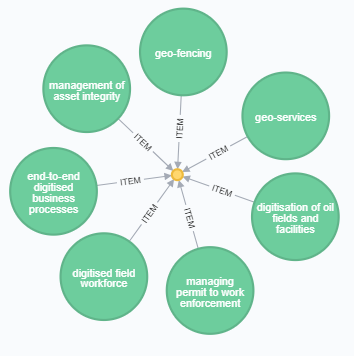 geo-fencing
ITEM
geo-services
ITEM
digitisation of oil
fields and
facilities
ITEM
managing
permit to work
enforcement
ITEM
digitised field
workforce
ITEM
end-to-end
digitised
business
processes
ITEM
management of
asset integrity
ITEM